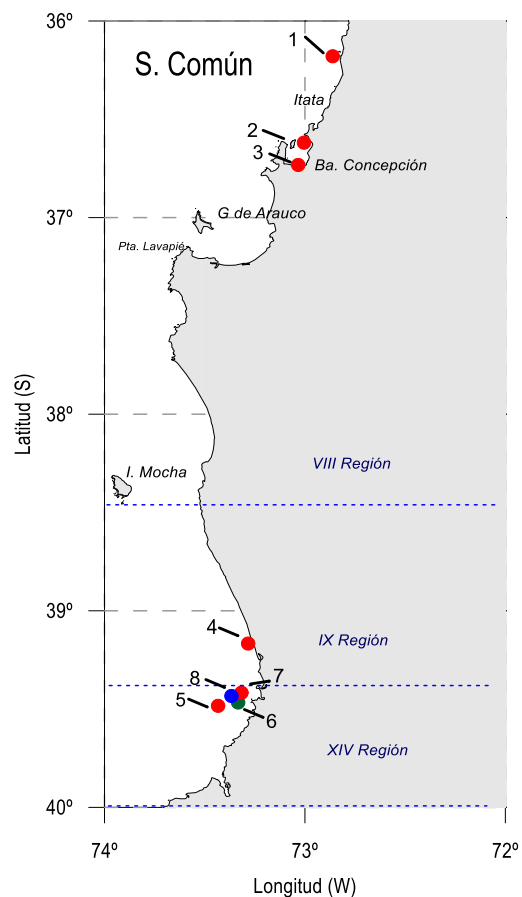 36º
1
S. Común
Itata
2
3
Ba. Concepción
37º
G de Arauco
Pta. Lavapié
Latitud (S)
38º
VIII Región
I. Mocha
39º
4
IX Región
8
7
5
6
XIV Región
40º
74º
73º
72º
Longitud (W)